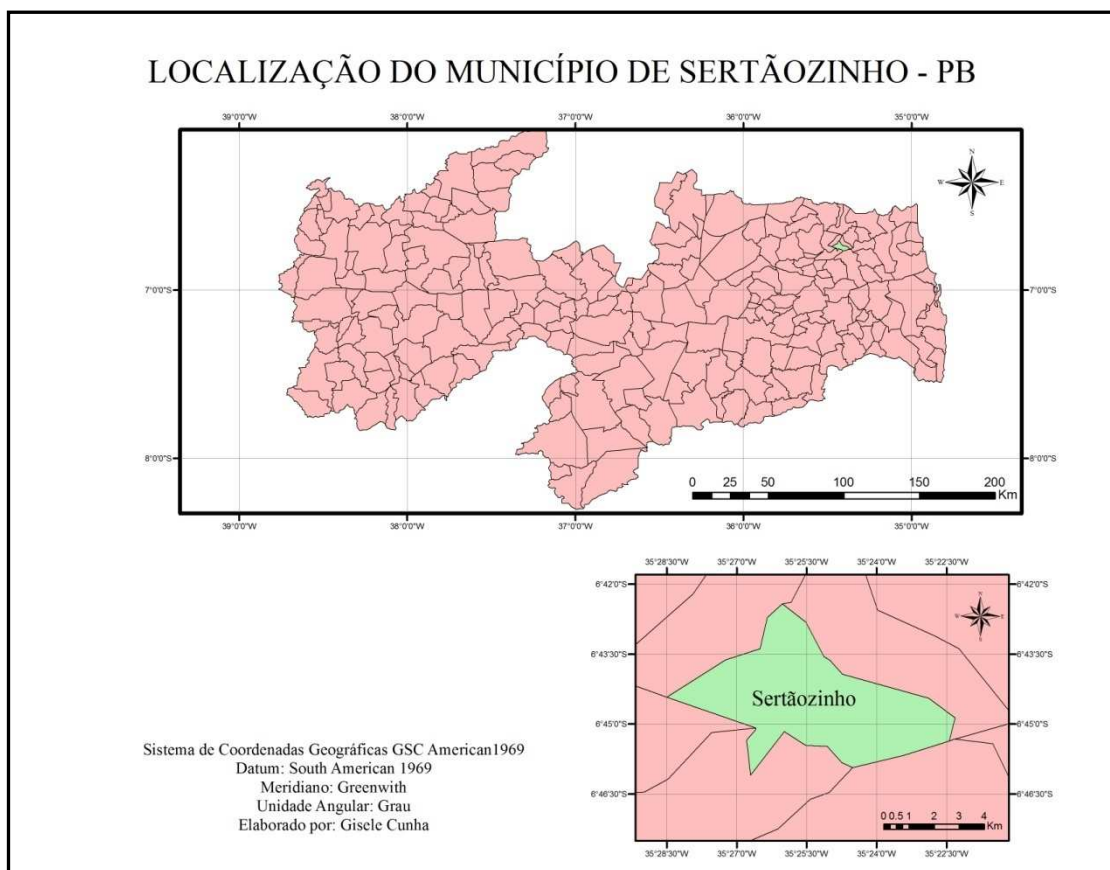 LOCALIZAÇÃO DO MUNICÍPIO DE SERTÃOZINHO - PB
39°0'0"W 38°0'0"W 37°0'0"W 36°0'0"W 35°0'0"W
N
W E
S
7°0'0"S 7°0'0"S
8°0'0"S 8°0'0"S
0 25 50 100 150 200
Km
39°0'0"W 38°0'0"W 37°0'0"W 36°0'0"W 35°0'0"W
35°28'30"W 35°27'0"W 35°25'30"W 35°24'0"W 35°22'30"W
6°42'0"S 6°42'0"S
N
W E
S
6°43'30"S 6°43'30"S
Sertãozinho
6°45'0"S 6°45'0"S
6°46'30"S 6°46'30"S
0 0.5 1 2 3 4
Km
35°28'30"W 35°27'0"W 35°25'30"W 35°24'0"W 35°22'30"W
Sistema de Coordenadas Geográficas GSC American1969
Datum: South American 1969
Meridiano: Greenwith
Unidade Angular: Grau
Elaborado por: Gisele Cunha